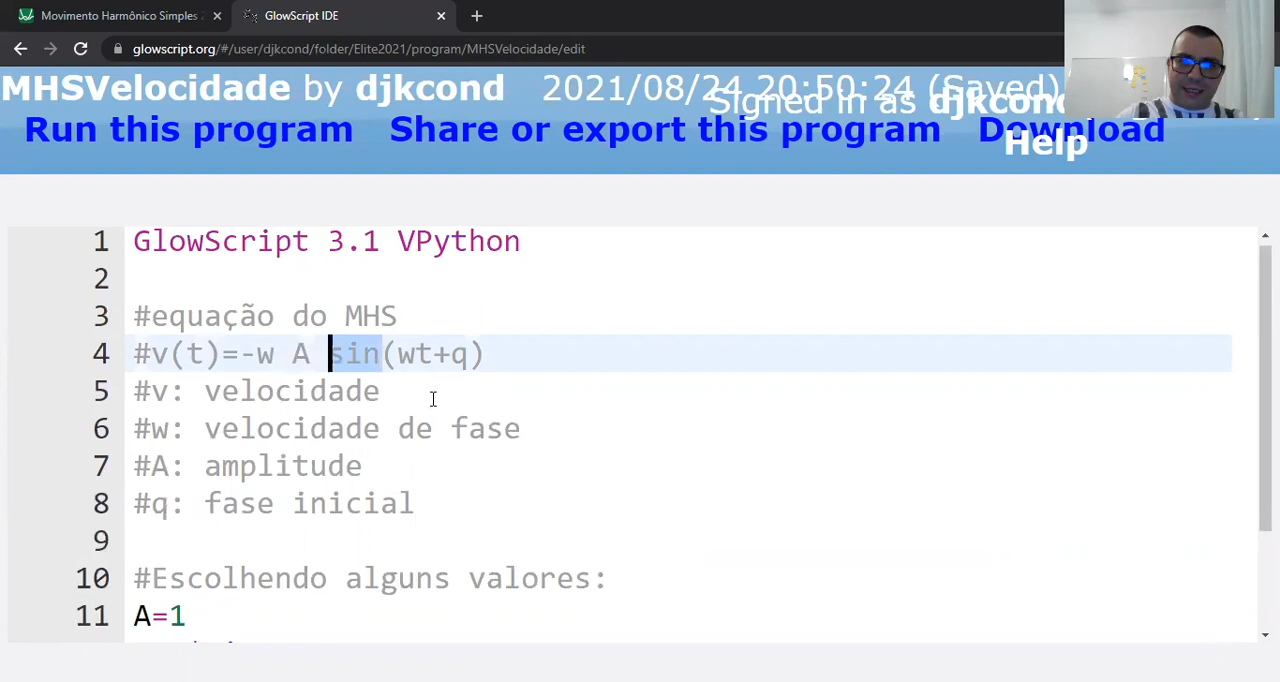 Movimento Harmônico Simples 2
GlowScript IDE
glowscript.org/#/user/djkcond/folder/Elite2021/program/MHSVelocidade/edit
MHSVelocidade by djkcond 2021/08/24 20:50:24 (Saved)
Signed in as djkcond
Run this program Share or export this program Download
Help
1 GlowScript 3.1 VPython
2
3 #equação do MHS
4 #v(t)=-w A sin(wt+q)
5 #v: velocidade
6 #w: velocidade de fase
7 #A: amplitude
8 #q: fase inicial
9
10 #Escolhendo alguns valores:
11 A=1